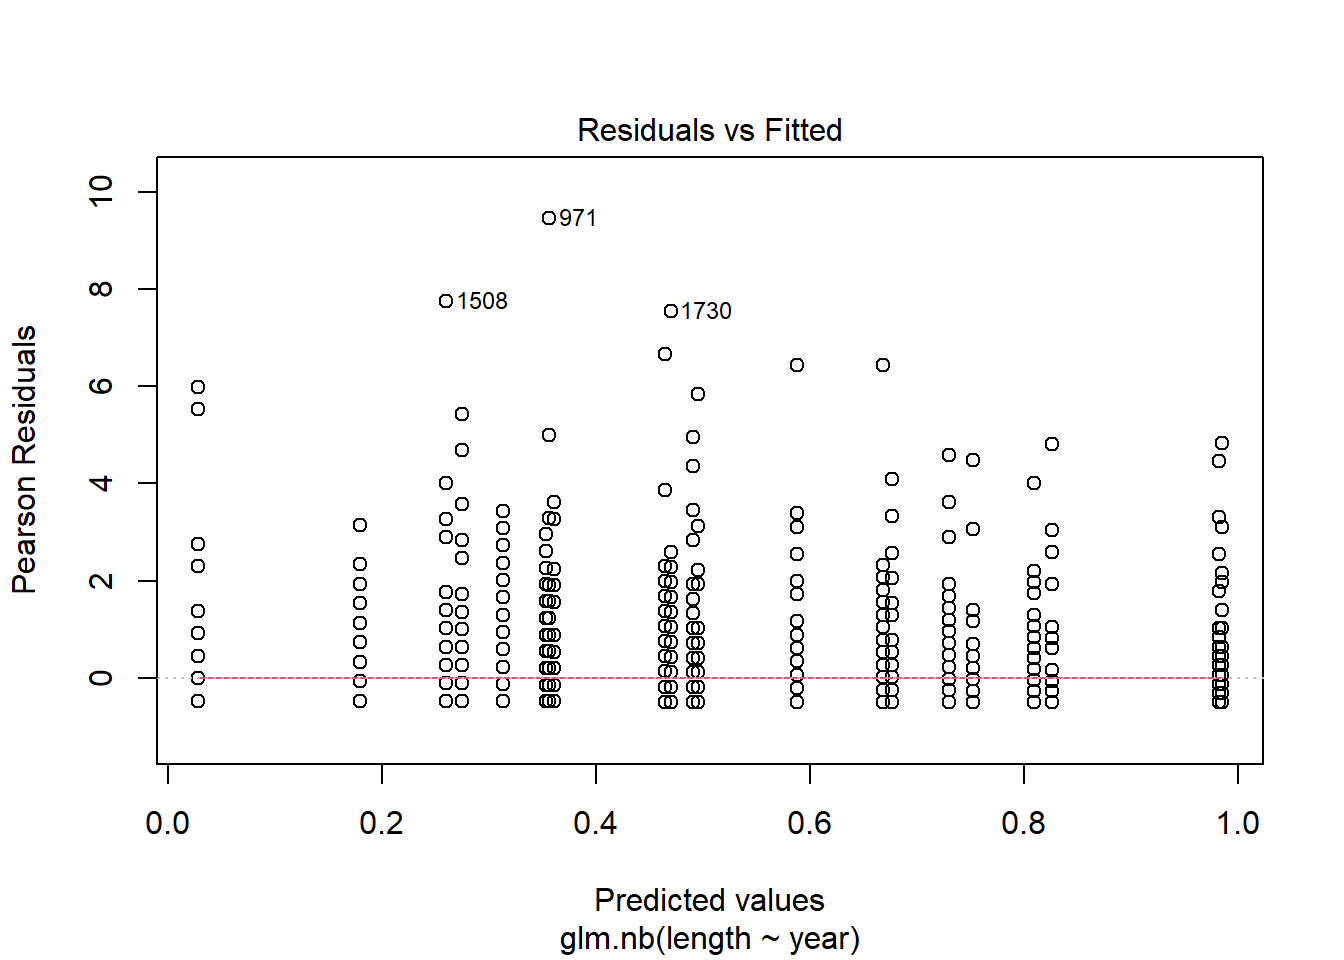 Residuals vs Fitted
Pearson Residuals
10
8
6
4
2
0
971
1508
1730
0.0 0.2 0.4 0.6 0.8 1.0
Predicted values
glm.nb(length ~ year)